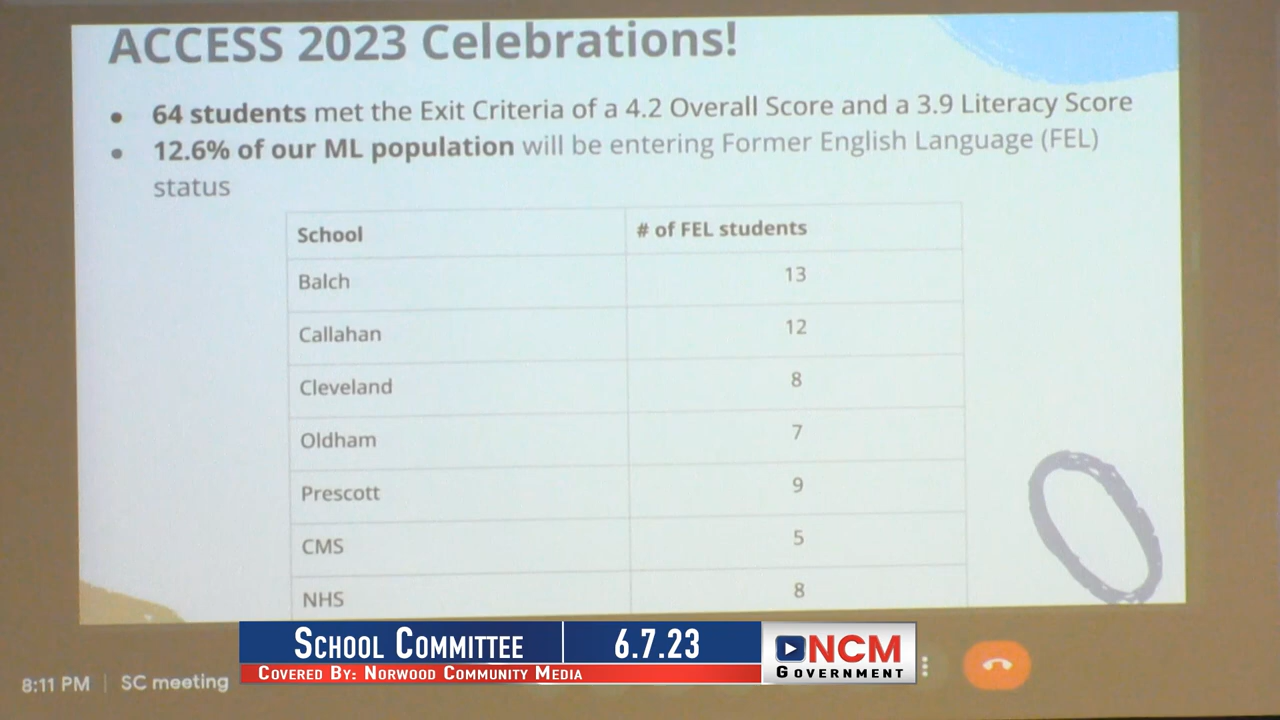 ACCESS 2023 Celebrations!
• 64 students met the Exit Criteria of a 4.2 Overall Score and a 3.9 Literacy Score
• 12.6% of our ML population will be entering Former English Language (FEL)
status
School # of FEL students
Balch 13
Callahan 12
Cleveland 8
Oldham 7
Prescott 9
CMS 5
NHS 8
School Committee 6.7.23
Covered By: Norwood Community Media
NCM
Government
8:11 PM | SC meeting